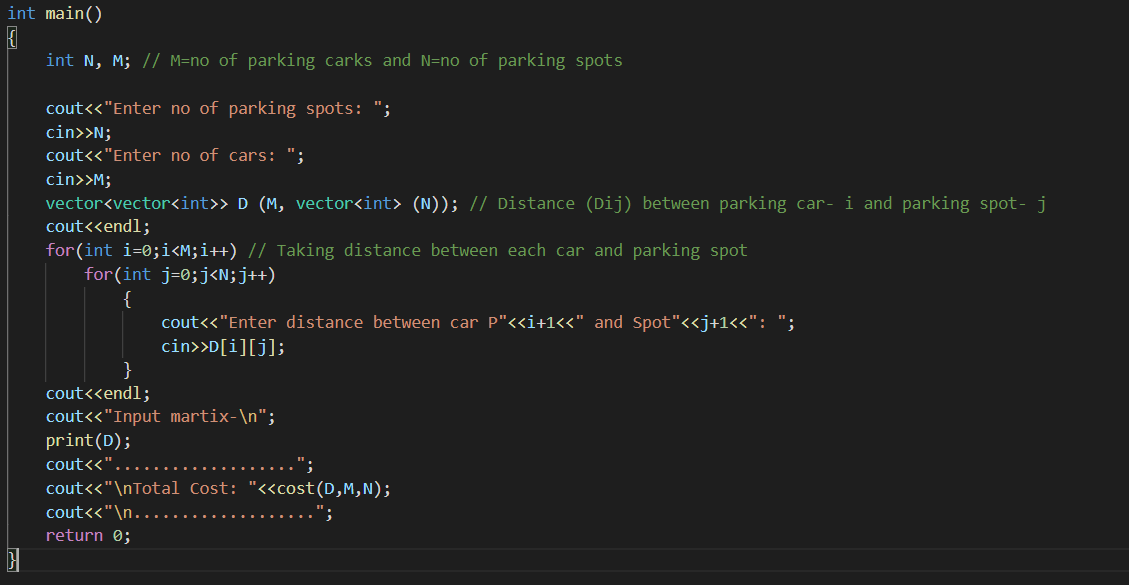 int main()
{
    int N, M; // M=no of parking carks and N=no of parking spots
    cout<<"Enter no of parking spots: ";
    cin>>N;
    cout<<"Enter no of cars: ";
    cin>>M;
    vector<vector<int>> D (M, vector<int> (N)); // Distance (Dij) between parking car- i and parking spot- j
    cout<<endl;
    for(int i=0;i<M;i++) // Taking distance between each car and parking spot
        for(int j=0;j<N;j++)
            {
                cout<<"Enter distance between car P"<<i+1<<" and Spot"<<j+1<<": ";
                cin>>D[i][j];
            }
    cout<<endl;
    cout<<"Input martix-\n";
    print(D);
    cout<<"...................";
    cout<<"\nTotal Cost: "<<cost(D,M,N);
    cout<<"\n...................";
    return 0;
}